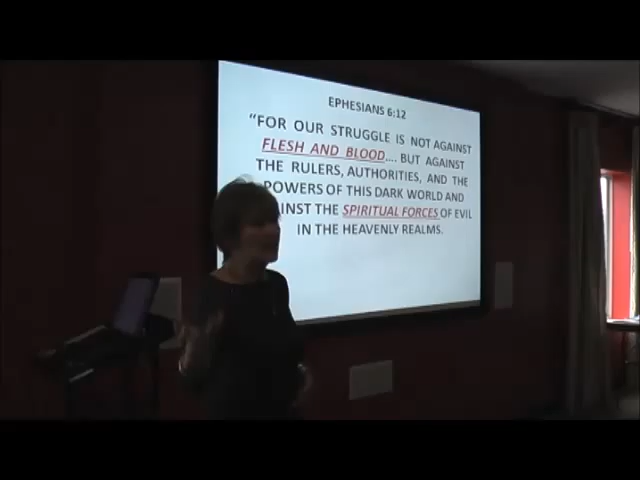 EPHESIANS 6:12
"FOR OUR STRUGGLE IS NOT AGAINST
FLESH AND BLOOD.... BUT AGAINST
THE RULERS, AUTHORITIES, AND THE
POWERS OF THIS DARK WORLD AND
INST THE SPIRITUAL FORCES OF EVIL
IN THE HEAVENLY REALMS.